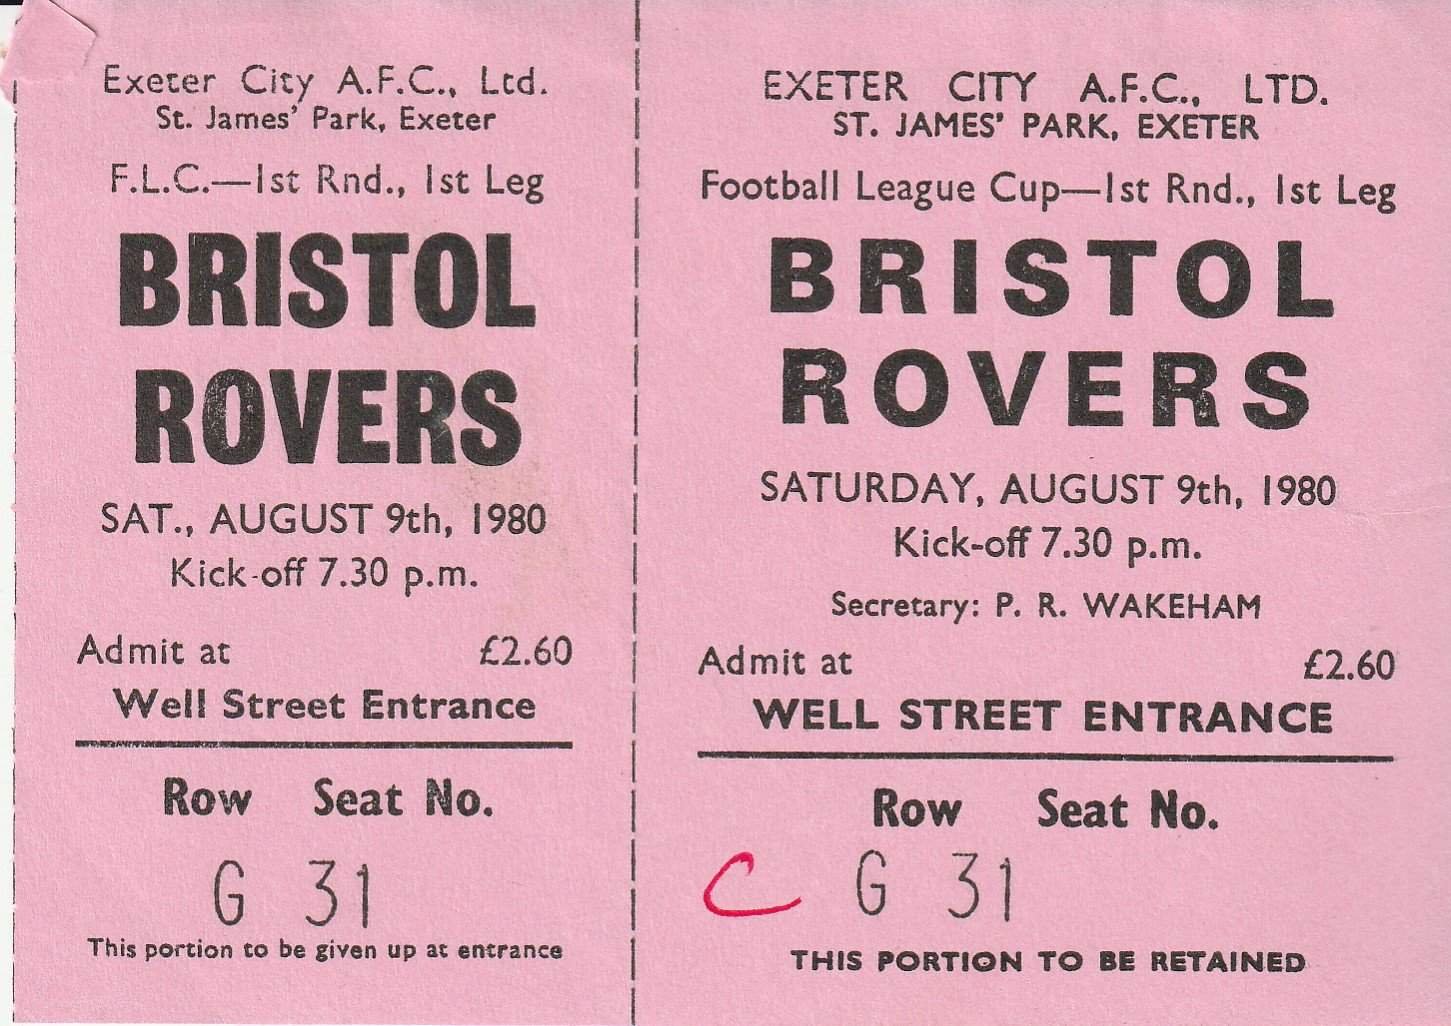 Exeter City A.F.C., Ltd.
St. James' Park, Exeter
F.L.C.—1st Rnd., 1st Leg
BRISTOL
ROVERS
SAT., AUGUST 9th, 1980
Kick-off 7.30 p.m.
Admit at £2.60
Well Street Entrance
Row Seat No.
G 31
This portion to be given up at entrance
EXETER CITY A.F.C., LTD.
ST. JAMES' PARK, EXETER
Football League Cup—1st Rnd., 1st Leg
BRISTOL
ROVERS
SATURDAY, AUGUST 9th, 1980
Kick-off 7.30 p.m.
Secretary: P. R. WAKEHAM
Admit at £2.60
WELL STREET ENTRANCE
Row Seat No.
C G 31
THIS PORTION TO BE RETAINED